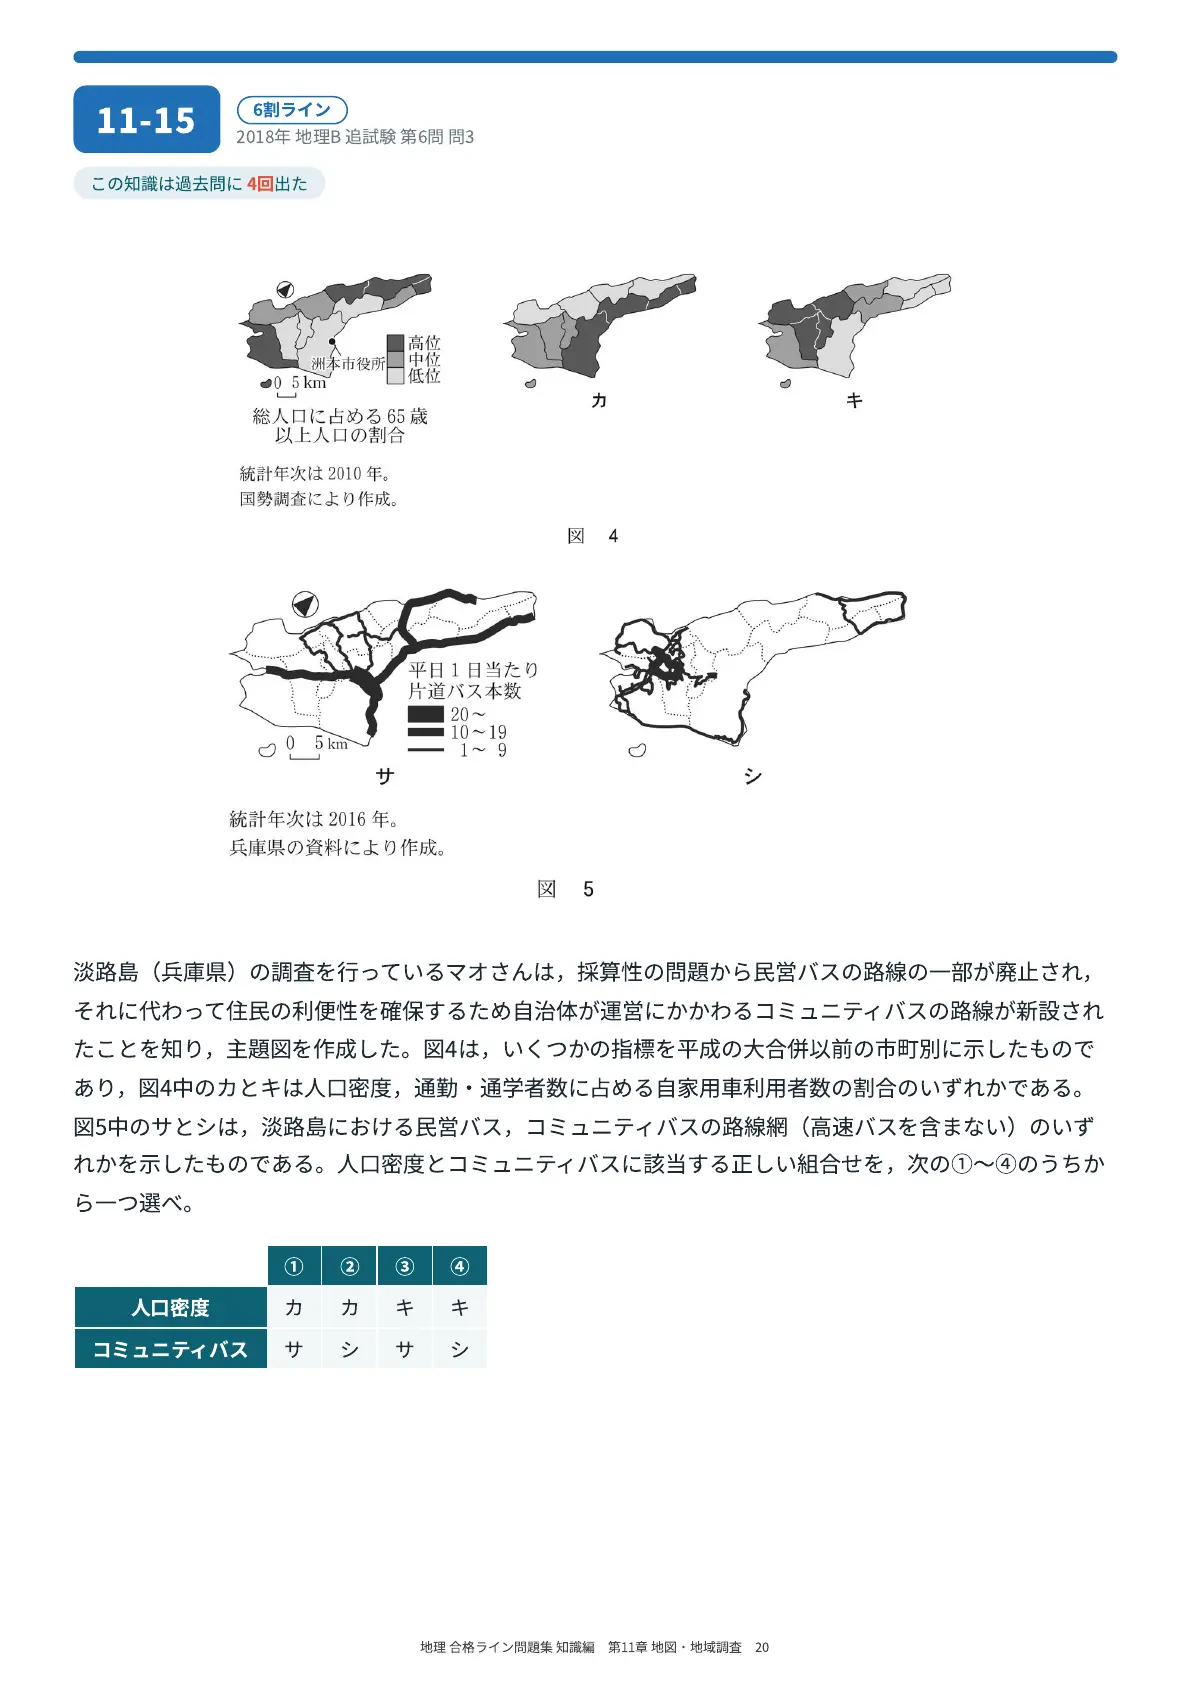 11-15
6割ライン
2018年 地理B 追試験 第6問 問3
この知識は過去問に 4回出た
高位
中位
低位
洲本市役所
0 5 km
総人口に占める 65 歳
以上人口の割合
カ
キ
統計年次は 2010 年。
国勢調査により作成。
図 4
平日 1 日当たり
片道バス本数
20〜
10〜19
1〜 9
0 5 km
サ
シ
統計年次は 2016 年。
兵庫県の資料により作成。
図 5
淡路島（兵庫県）の調査を行っているマオさんは，採算性の問題から民営バスの路線の一部が廃止され，
それに代わって住民の利便性を確保するため自治体が運営にかかわるコミュニティバスの路線が新設され
たことを知り，主題図を作成した。図4は，いくつかの指標を平成の大合併以前の市町別に示したもので
あり，図4中のカとキは人口密度，通勤・通学者数に占める自家用車利用者数の割合のいずれかである。
図5中のサとシは，淡路島における民営バス，コミュニティバスの路線網（高速バスを含まない）のいず
れかを示したものである。人口密度とコミュニティバスに該当する正しい組合せを，次の①〜④のうちか
ら一つ選べ。
① ② ③ ④
人口密度 カ カ キ キ
コミュニティバス サ シ サ シ
地理 合格ライン問題集 知識編 第11章 地図・地域調査 20